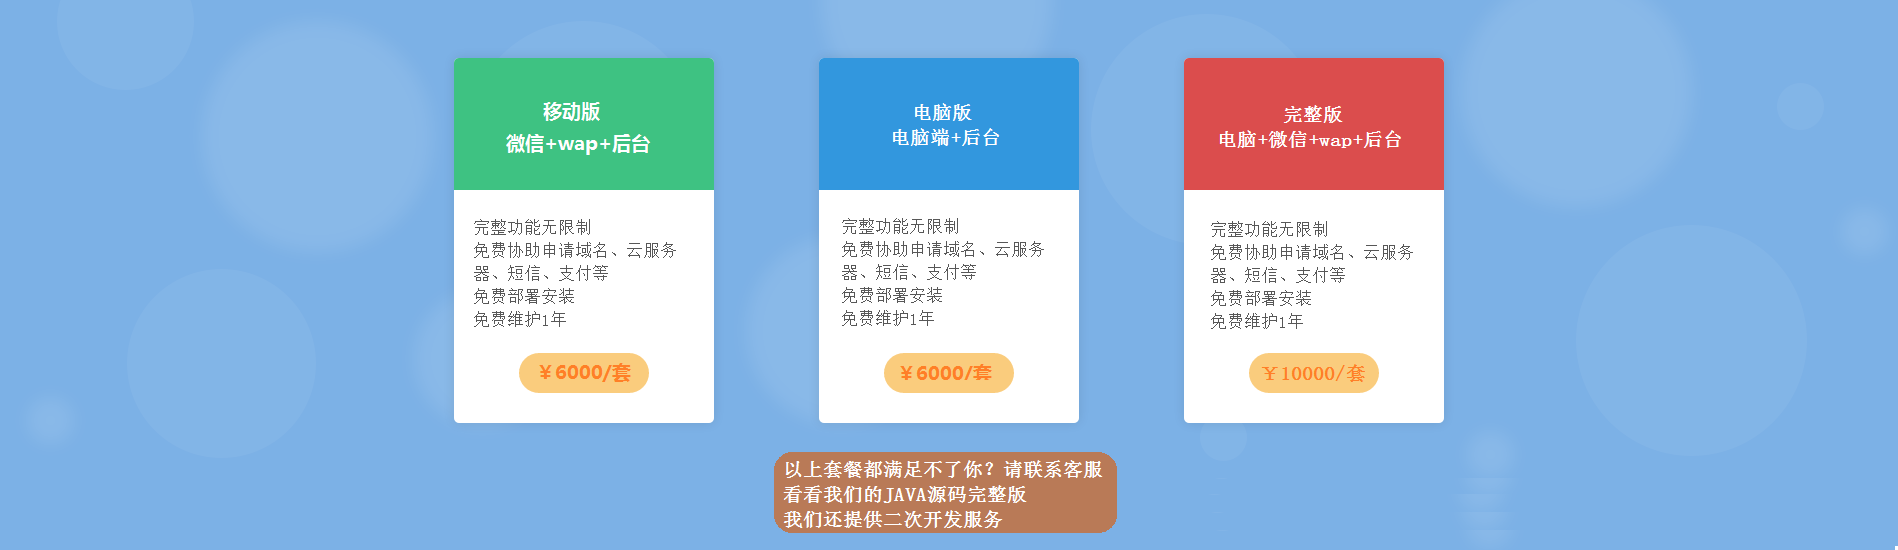 移动版
微信+wap+后台
完整功能无限制
免费协助申请域名、云服务
器、短信、支付等
免费部署安装
免费维护1年
￥6000/套
电脑版
电脑端+后台
完整功能无限制
免费协助申请域名、云服务
器、短信、支付等
免费部署安装
免费维护1年
￥6000/套
完整版
电脑+微信+wap+后台
完整功能无限制
免费协助申请域名、云服务
器、短信、支付等
免费部署安装
免费维护1年
￥10000/套
以上套餐都满足不了你？请联系客服
看看我们的JAVA源码完整版
我们还提供二次开发服务